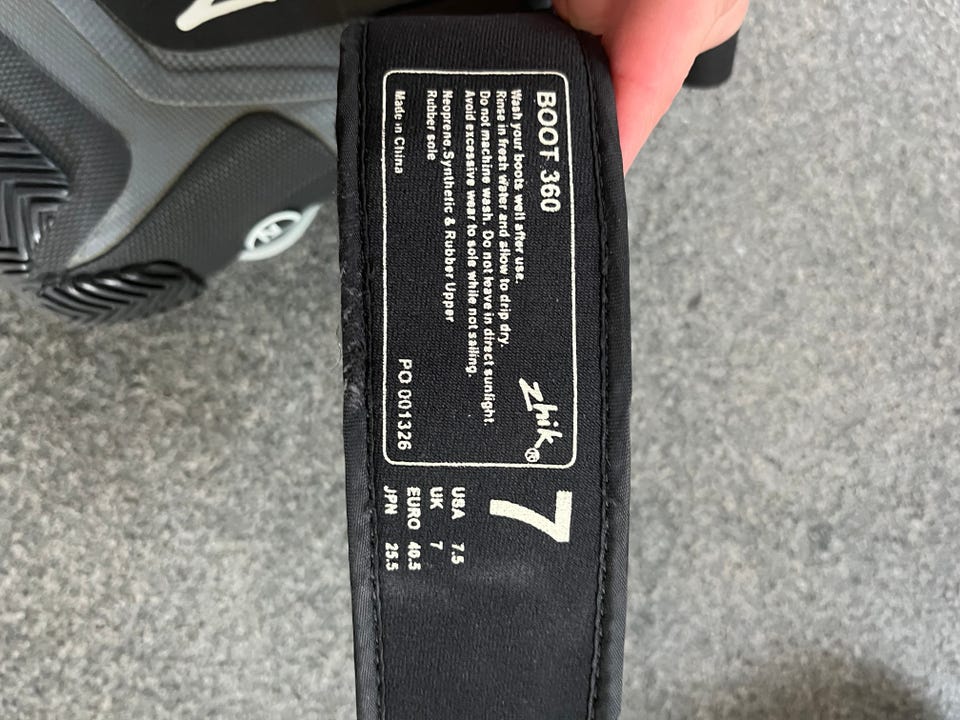 BOOT 360
Wash your boots well after use.
Rinse in fresh water and allow to drip dry.
Do not machine wash. Do not leave in direct sunlight.
Avoid excessive wear to sole while not sailing.
Neoprene, Synthetic & Rubber Upper
Rubber sole
Made in China
PO 001326
zhik®
7
USA 7.5
UK 7
EURO 40.5
JPN 25.5